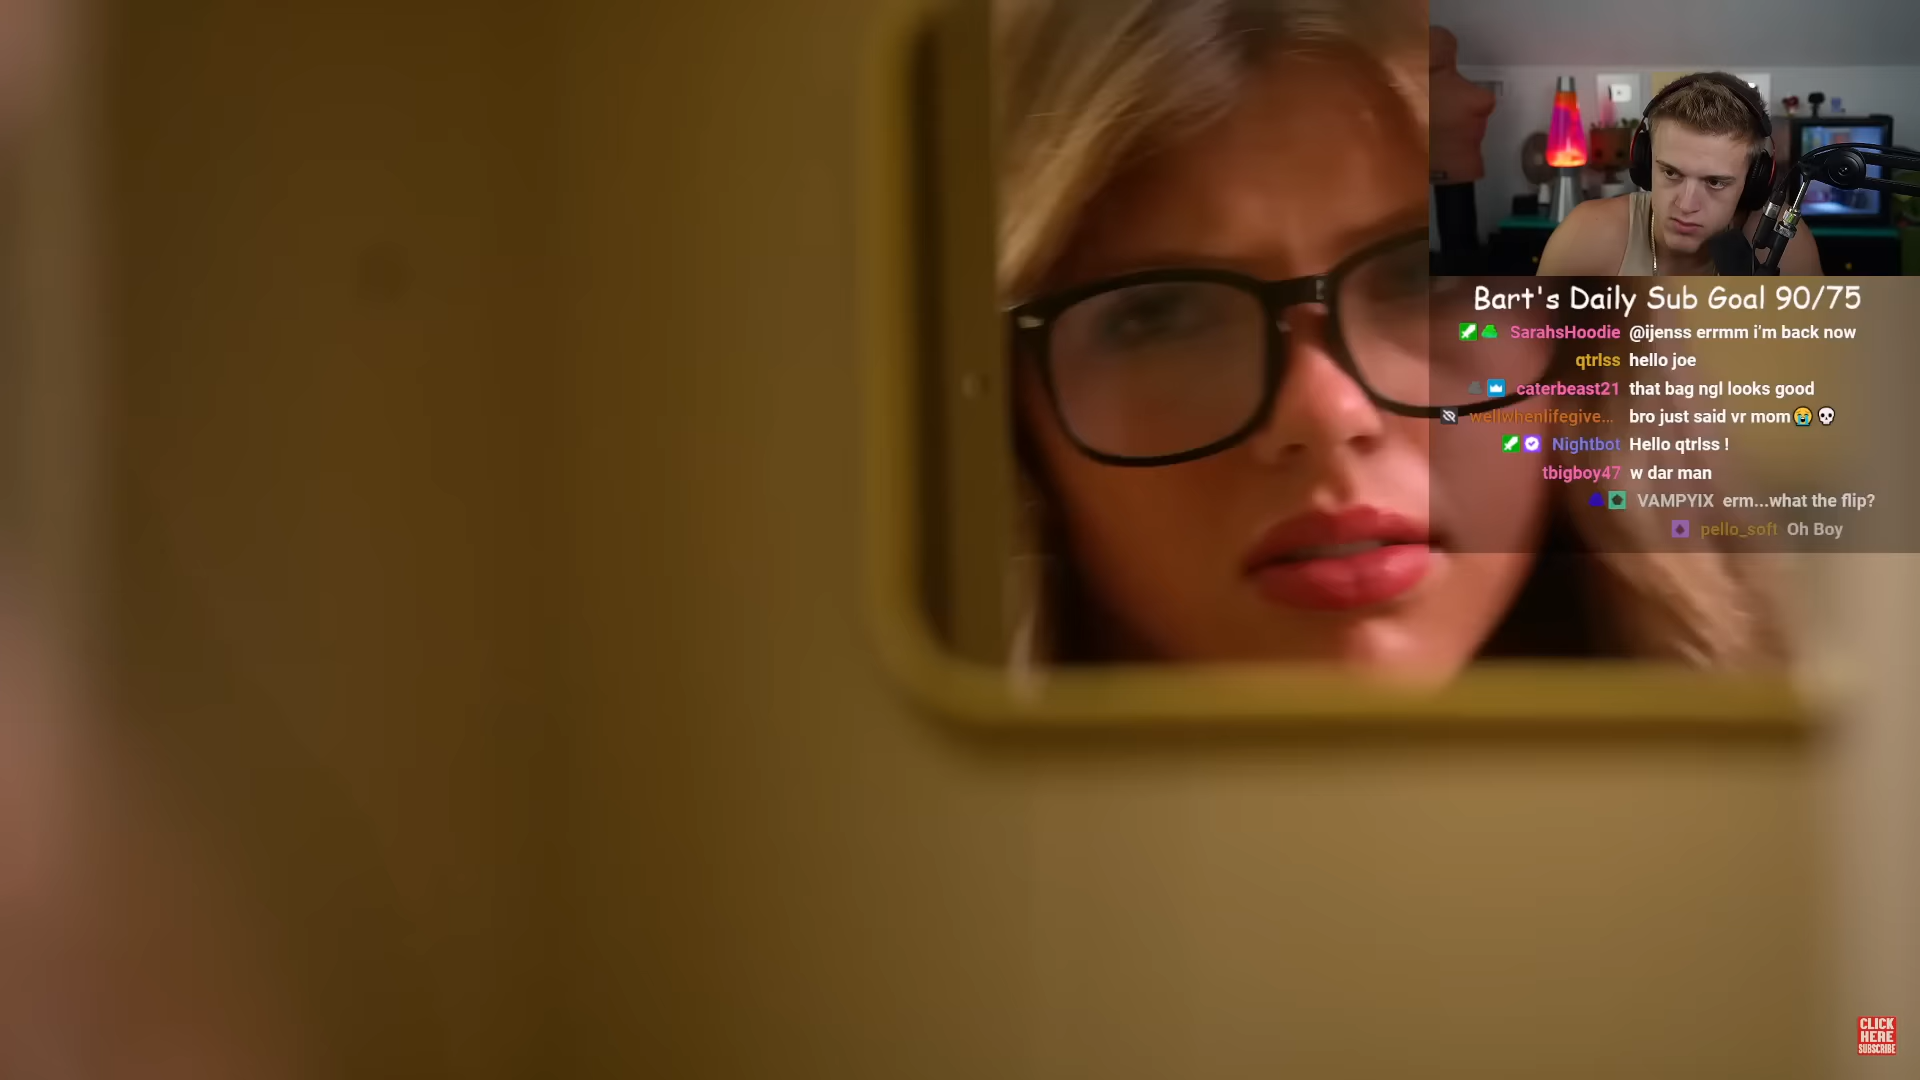 Bart's Daily Sub Goal 90/75
SarahsHoodie @ijenss errmm i'm back now
qtrlss hello joe
caterbeast21 that bag ngl looks good
wellwhenlifegive... bro just said vr mom😭💀
Nightbot Hello qtrlss !
tbigboy47 w dar man
VAMPYIX erm...what the flip?
pello_soft Oh Boy
CLICK
HERE
SUBSCRIBE